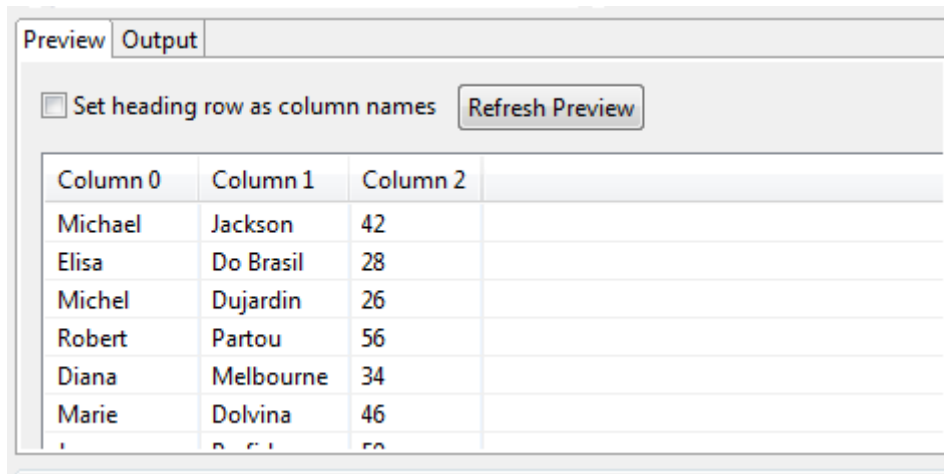 Preview Output
Set heading row as column names Refresh Preview
Column 0 Column 1 Column 2
Michael Jackson 42
Elisa Do Brasil 28
Michel Dujardin 26
Robert Partou 56
Diana Melbourne 34
Marie Dolvina 46